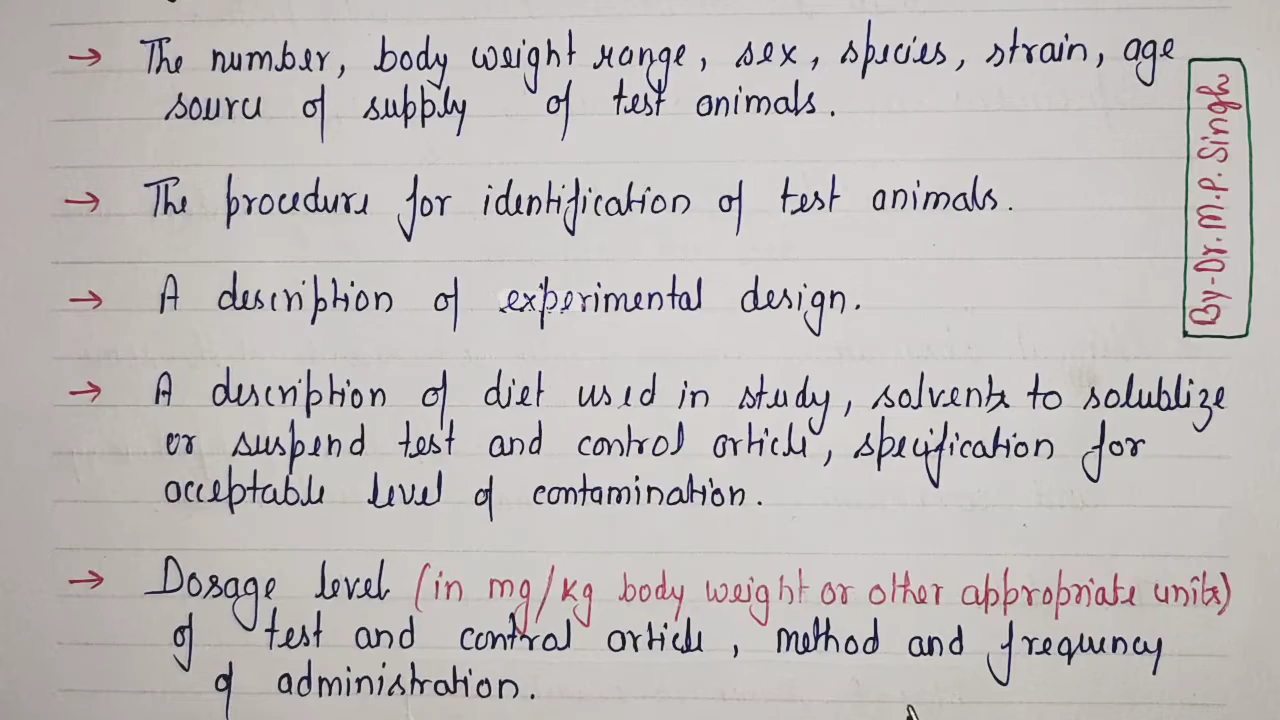 → The number, body weight range, sex, species, strain, age
source of supply of test animals.
→ The procedure for identification of test animals.
→ A description of experimental design.
→ A description of diet used in study, solvents to solublize
or suspend test and control article, specification for
acceptable level of contamination.
→ Dosage level (in mg/kg body weight or other appropriate units)
of test and control article, method and frequency
of administration.
By-Dr. M.P. Singh